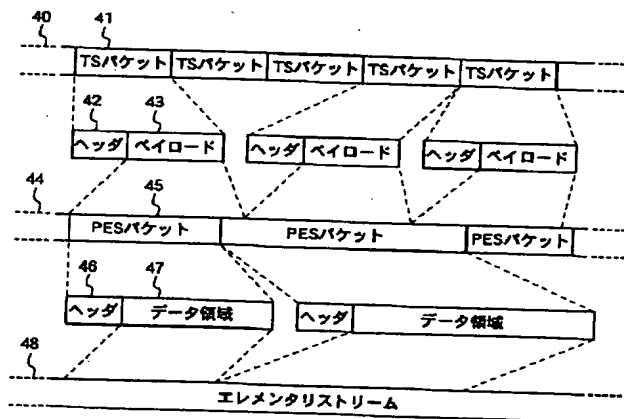 40 41
TSパケット TSパケット TSパケット TSパケット TSパケット
42 43
ヘッダ ペイロード ヘッダ ペイロード ヘッダ ペイロード
44 45
PESパケット PESパケット PESパケット
46 47
ヘッダ データ領域 ヘッダ データ領域
48
エレメンタリストリーム